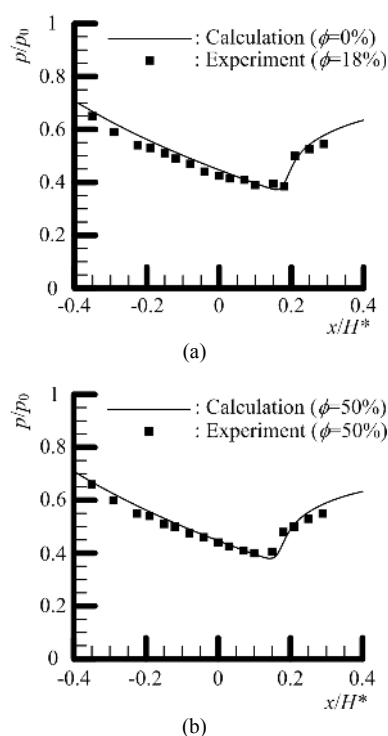 1
: Calculation (ϕ=0%)
: Experiment (ϕ=18%)
0.8
p/p0
0.6
0.4
0.2
0
-0.4 -0.2 0 0.2 0.4
x/H*
(a)
1
: Calculation (ϕ=50%)
: Experiment (ϕ=50%)
0.8
p/p0
0.6
0.4
0.2
0
-0.4 -0.2 0 0.2 0.4
x/H*
(b)